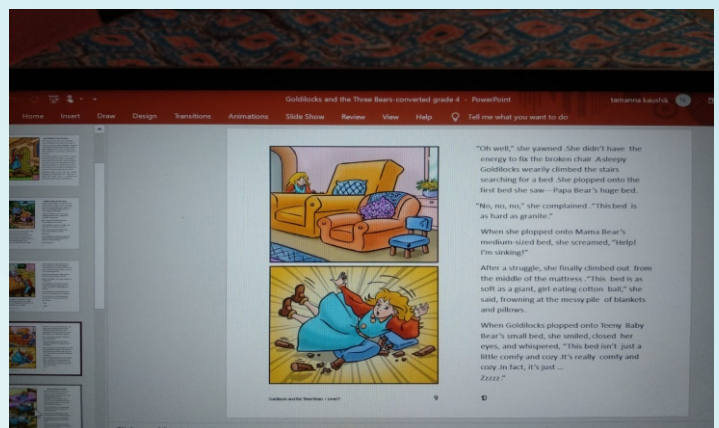 Goldilocks and the Three Bears-converted grade 4 - PowerPoint
tamanna kaushik
Home Insert Draw Design Transitions Animations Slide Show Review View Help Tell me what you want to do
"Oh well," she yawned .She didn't have the
energy to fix the broken chair .A sleepy
Goldilocks wearily climbed the stairs
searching for a bed .She plopped onto the
first bed she saw—Papa Bear's huge bed.
"No, no, no," she complained ."This bed is
as hard as granite."
When she plopped onto Mama Bear's
medium-sized bed, she screamed, "Help!
I'm sinking!"
After a struggle, she finally climbed out from
the middle of the mattress ."This bed is as
soft as a giant, girl-eating cotton ball," she
said, frowning at the messy pile of blankets
and pillows.
When Goldilocks plopped onto Teeny Baby
Bear's small bed, she smiled, closed her
eyes, and whispered, "This bed isn't just a
little comfy and cozy .It's really comfy and
cozy .In fact, it's just ...
Zzzzz."
Goldilocks and the Three Bears • Level
9
10